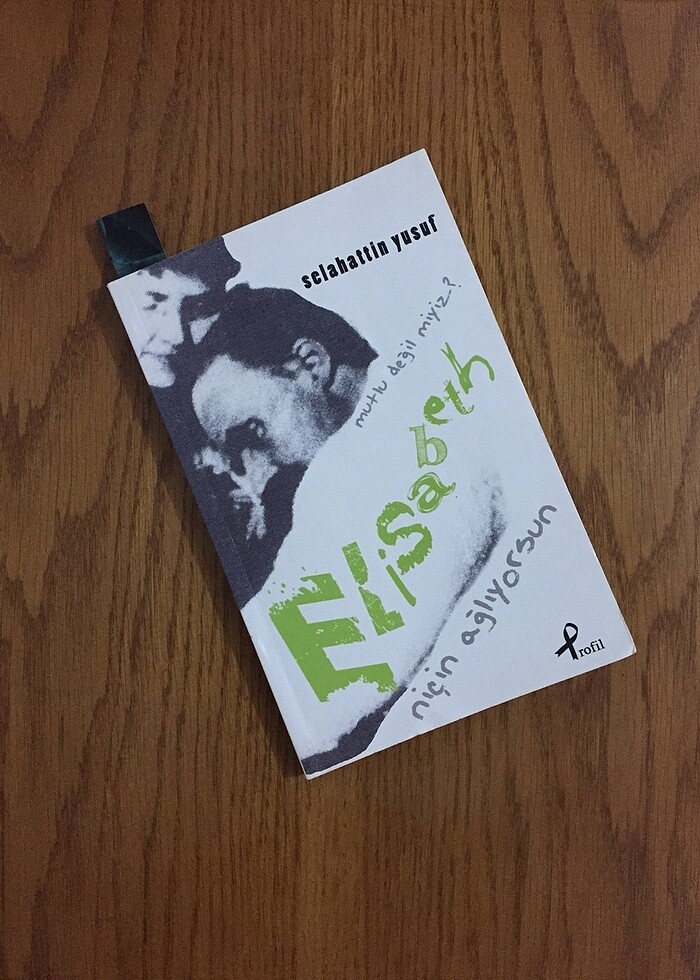 selahattin yusuf
mutlu değil miyiz?
Elisabeth
niçin ağlıyorsun
Profil